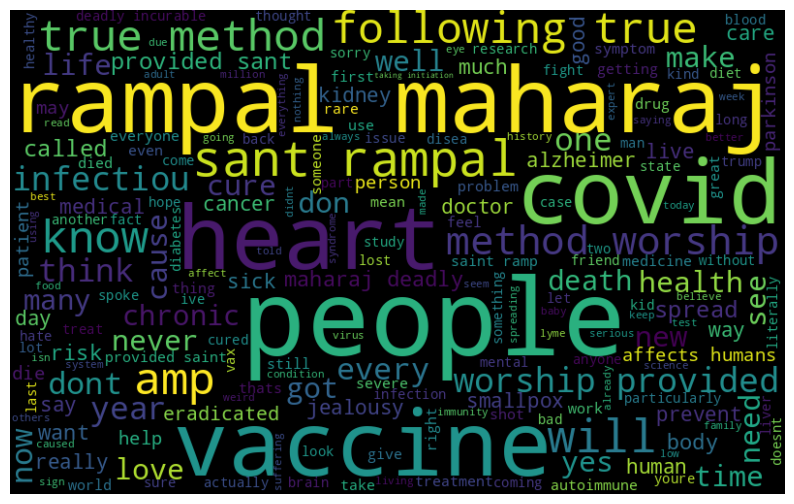 deadly incurable thought following true blood
true method good care
healthy due eye research symptom
life provided sant well first much fight getting kind diet make
adult million sorry taking initiation
rampal maharaj
may read nothing everything kidney rare use drug expert week saying long parkinson
everyone going back issue disea always history man better
called died even come someone sant rampal one alzheimer live trump
infectiou cure part person problem state great
best using anotherfact hope cancer don mean doctor case covid today
patient know medical diabetes didnt made feel
cause heart told study syndrome method worship
think affect lost saint ramp friend two medicine without
many food ive thing sick maharaj deadly seem something death health see literally
day spoke chronic people spreading let kid believe spread
hate lot treat cured virus baby lyme keep test new way
isn never still serious anyone affects humans
risk provided saint vax condition mental science
die system dont amp got every severe worship provided
last say year thats weird infection jealousy smallpox already particularly
others want eradicated immunity shot work prevent liver need
now caused really help suffering right vaccine will bad body doesnt
sign love look give yes human family low time
world sure actually brain living take treatment coming autoimmune youre